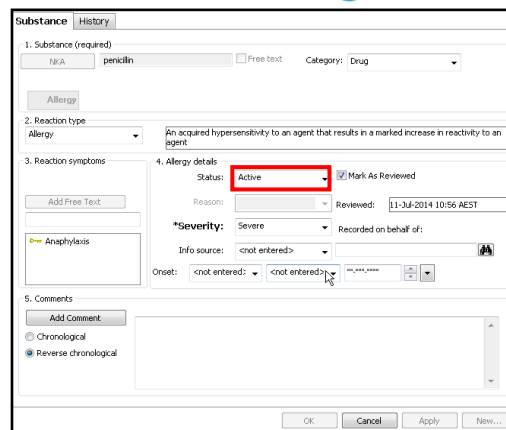 Substance History
1. Substance (required)
NKA penicillin Free text Category: Drug
Allergy
2. Reaction type
Allergy An acquired hypersensitivity to an agent that results in a marked increase in reactivity to an
agent
3. Reaction symptoms 4. Allergy details
Status: Active Mark As Reviewed
Add Free Text Reason: Reviewed: 11-Jul-2014 10:56 AEST
*Severity: Severe Recorded on behalf of:
Anaphylaxis Info source: <not entered>
Onset: <not entered> <not entered> **-***-****
5. Comments
Add Comment
Chronological
Reverse chronological
OK Cancel Apply New...